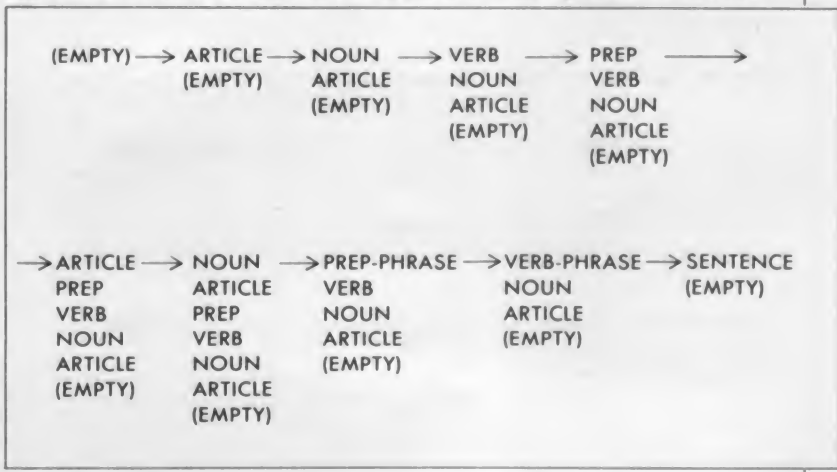 (EMPTY) → ARTICLE → NOUN → VERB → PREP →
(EMPTY) ARTICLE NOUN VERB
(EMPTY) ARTICLE NOUN
(EMPTY) ARTICLE
(EMPTY)
→ ARTICLE → NOUN → PREP-PHRASE → VERB-PHRASE → SENTENCE
PREP ARTICLE VERB NOUN (EMPTY)
VERB PREP NOUN ARTICLE
NOUN VERB ARTICLE (EMPTY)
ARTICLE NOUN (EMPTY)
(EMPTY) ARTICLE
(EMPTY)